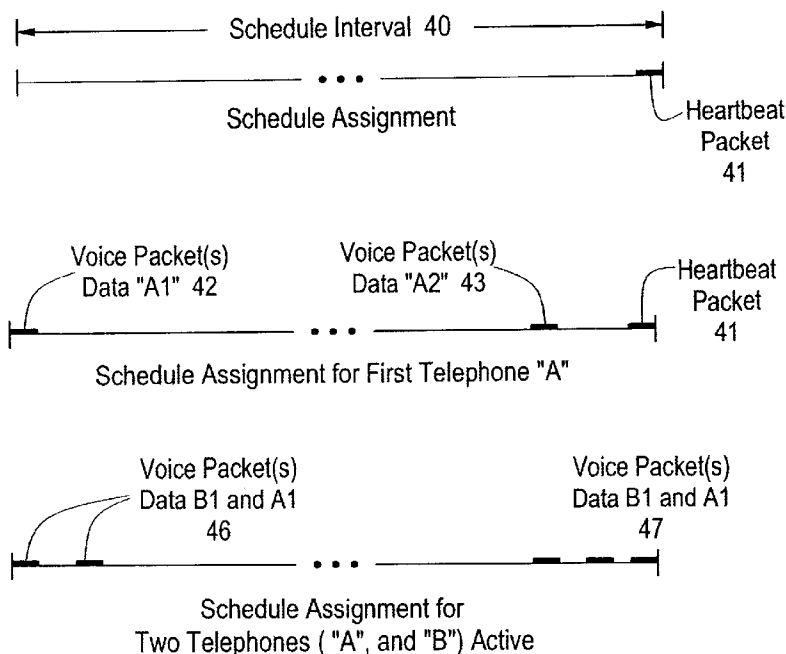 Schedule Interval 40
Schedule Assignment
Heartbeat
Packet
41
Voice Packet(s)
Data "A1" 42
Voice Packet(s)
Data "A2" 43
Heartbeat
Packet
41
Schedule Assignment for First Telephone "A"
Voice Packet(s)
Data B1 and A1
46
Voice Packet(s)
Data B1 and A1
47
Schedule Assignment for
Two Telephones ( "A", and "B") Active